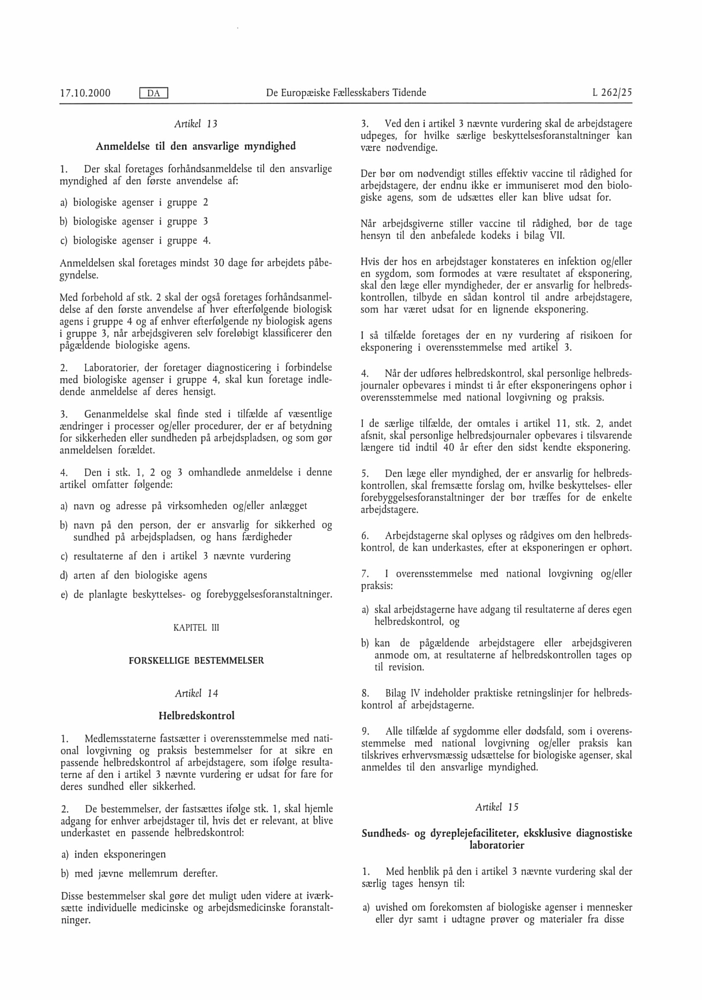 17.10.2000 DA De Europæiske Fællesskabers Tidende L 262/25
Artikel 13
Anmeldelse til den ansvarlige myndighed
1. Der skal foretages forhåndsanmeldelse til den ansvarlige
myndighed af den første anvendelse af:
a) biologiske agenser i gruppe 2
b) biologiske agenser i gruppe 3
c) biologiske agenser i gruppe 4.
Anmeldelsen skal foretages mindst 30 dage før arbejdets påbe-
gyndelse.
Med forbehold af stk. 2 skal der også foretages forhåndsanmel-
delse af den første anvendelse af hver efterfølgende biologisk
agens i gruppe 4 og af enhver efterfølgende ny biologisk agens
i gruppe 3, når arbejdsgiveren selv foreløbigt klassificerer den
pågældende biologiske agens.
2. Laboratorier, der foretager diagnosticering i forbindelse
med biologiske agenser i gruppe 4, skal kun foretage indle-
dende anmeldelse af deres hensigt.
3. Genanmeldelse skal finde sted i tilfælde af væsentlige
ændringer i processer og/eller procedurer, der er af betydning
for sikkerheden eller sundheden på arbejdspladsen, og som gør
anmeldelsen forældet.
4. Den i stk. 1, 2 og 3 omhandlede anmeldelse i denne
artikel omfatter følgende:
a) navn og adresse på virksomheden og/eller anlægget
b) navn på den person, der er ansvarlig for sikkerhed og
sundhed på arbejdspladsen, og hans færdigheder
c) resultaterne af den i artikel 3 nævnte vurdering
d) arten af den biologiske agens
e) de planlagte beskyttelses- og forebyggelsesforanstaltninger.
KAPITEL III
FORSKELLIGE BESTEMMELSER
Artikel 14
Helbredskontrol
1. Medlemsstaterne fastsætter i overensstemmelse med nati-
onal lovgivning og praksis bestemmelser for at sikre en
passende helbredskontrol af arbejdstagere, som ifølge resulta-
terne af den i artikel 3 nævnte vurdering er udsat for fare for
deres sundhed eller sikkerhed.
2. De bestemmelser, der fastsættes ifølge stk. 1, skal hjemle
adgang for enhver arbejdstager til, hvis det er relevant, at blive
underkastet en passende helbredskontrol:
a) inden eksponeringen
b) med jævne mellemrum derefter.
Disse bestemmelser skal gøre det muligt uden videre at iværk-
sætte individuelle medicinske og arbejdsmedicinske foranstalt-
ninger.
3. Ved den i artikel 3 nævnte vurdering skal de arbejdstagere
udpeges, for hvilke særlige beskyttelsesforanstaltninger kan
være nødvendige.
Der bør om nødvendigt stilles effektiv vaccine til rådighed for
arbejdstagere, der endnu ikke er immuniseret mod den biolo-
giske agens, som de udsættes eller kan blive udsat for.
Når arbejdsgiverne stiller vaccine til rådighed, bør de tage
hensyn til den anbefalede kodeks i bilag VII.
Hvis der hos en arbejdstager konstateres en infektion og/eller
en sygdom, som formodes at være resultatet af eksponering,
skal den læge eller myndigheder, der er ansvarlig for helbreds-
kontrollen, tilbyde en sådan kontrol til andre arbejdstagere,
som har været udsat for en lignende eksponering.
I så tilfælde foretages der en ny vurdering af risikoen for
eksponering i overensstemmelse med artikel 3.
4. Når der udføres helbredskontrol, skal personlige helbreds-
journaler opbevares i mindst ti år efter eksponeringens ophør i
overensstemmelse med national lovgivning og praksis.
I de særlige tilfælde, der omtales i artikel 11, stk. 2, andet
afsnit, skal personlige helbredsjournaler opbevares i tilsvarende
længere tid indtil 40 år efter den sidst kendte eksponering.
5. Den læge eller myndighed, der er ansvarlig for helbreds-
kontrollen, skal fremsætte forslag om, hvilke beskyttelses- eller
forebyggelsesforanstaltninger der bør træffes for de enkelte
arbejdstagere.
6. Arbejdstagerne skal oplyses og rådgives om den helbreds-
kontrol, de kan underkastes, efter at eksponeringen er ophørt.
7. I overensstemmelse med national lovgivning og/eller
praksis:
a) skal arbejdstagerne have adgang til resultaterne af deres egen
helbredskontrol, og
b) kan de pågældende arbejdstagere eller arbejdsgiveren
anmode om, at resultaterne af helbredskontrollen tages op
til revision.
8. Bilag IV indeholder praktiske retningslinjer for helbreds-
kontrol af arbejdstagerne.
9. Alle tilfælde af sygdomme eller dødsfald, som i overens-
stemmelse med national lovgivning og/eller praksis kan
tilskrives erhvervsmæssig udsættelse for biologiske agenser, skal
anmeldes til den ansvarlige myndighed.
Artikel 15
Sundheds- og dyreplejefaciliteter, eksklusive diagnostiske
laboratorier
1. Med henblik på den i artikel 3 nævnte vurdering skal der
særlig tages hensyn til:
a) uvished om forekomsten af biologiske agenser i mennesker
eller dyr samt i udtagne prøver og materialer fra disse